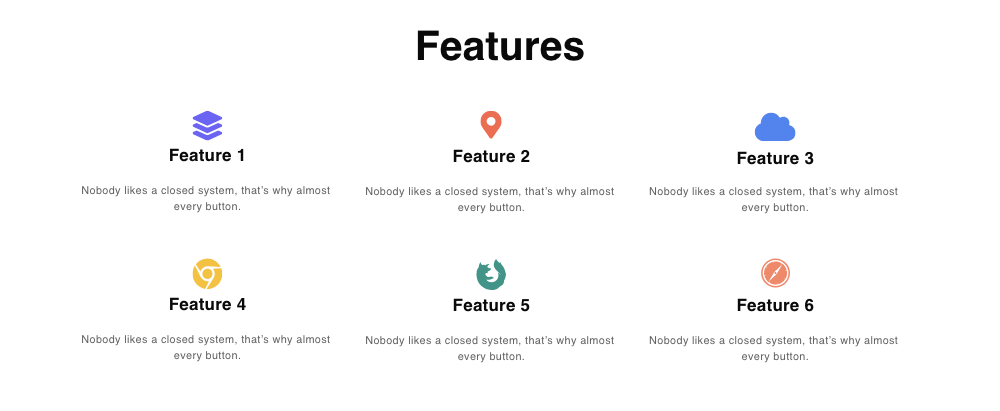 Features
Feature 1
Nobody likes a closed system, that's why almost
every button.
Feature 2
Nobody likes a closed system, that's why almost
every button.
Feature 3
Nobody likes a closed system, that's why almost
every button.
Feature 4
Nobody likes a closed system, that's why almost
every button.
Feature 5
Nobody likes a closed system, that's why almost
every button.
Feature 6
Nobody likes a closed system, that's why almost
every button.